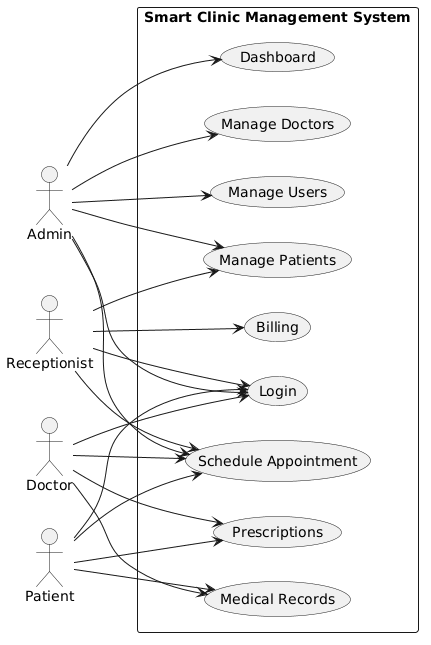 Smart Clinic Management System
Dashboard
Manage Doctors
Manage Users
Admin
Manage Patients
Billing
Receptionist
Login
Schedule Appointment
Doctor
Prescriptions
Patient
Medical Records